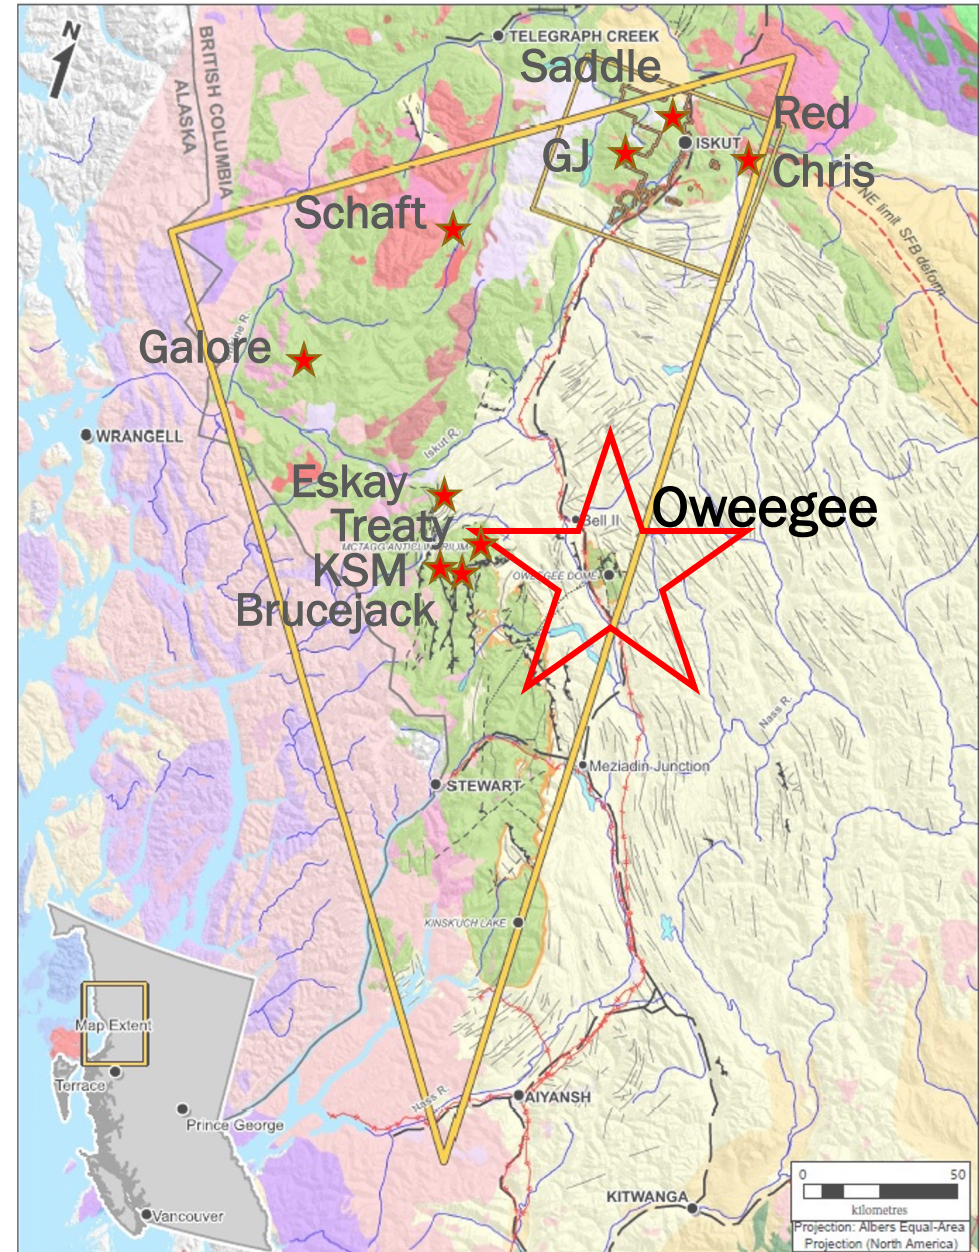 N
TELEGRAPH CREEK
BRITISH COLUMBIA
ALASKA
Saddle
Red
ISKUT
GJ
Chris
NE limit SFB deform.
Schaft
Galore
WRANGELL
Iskut R.
Eskay
Oweegee
Treaty
Bell II
KSM
OWEEGEE DOME
Brucejack
Nass R.
Meziadin Junction
STEWART
KINSKUCH LAKE
Map Extent
Terrace
Nass R.
AIYANSH
Prince George
KITWANGA
Vancouver
0 50
kilometres
Projection: Albers Equal-Area
Projection (North America)